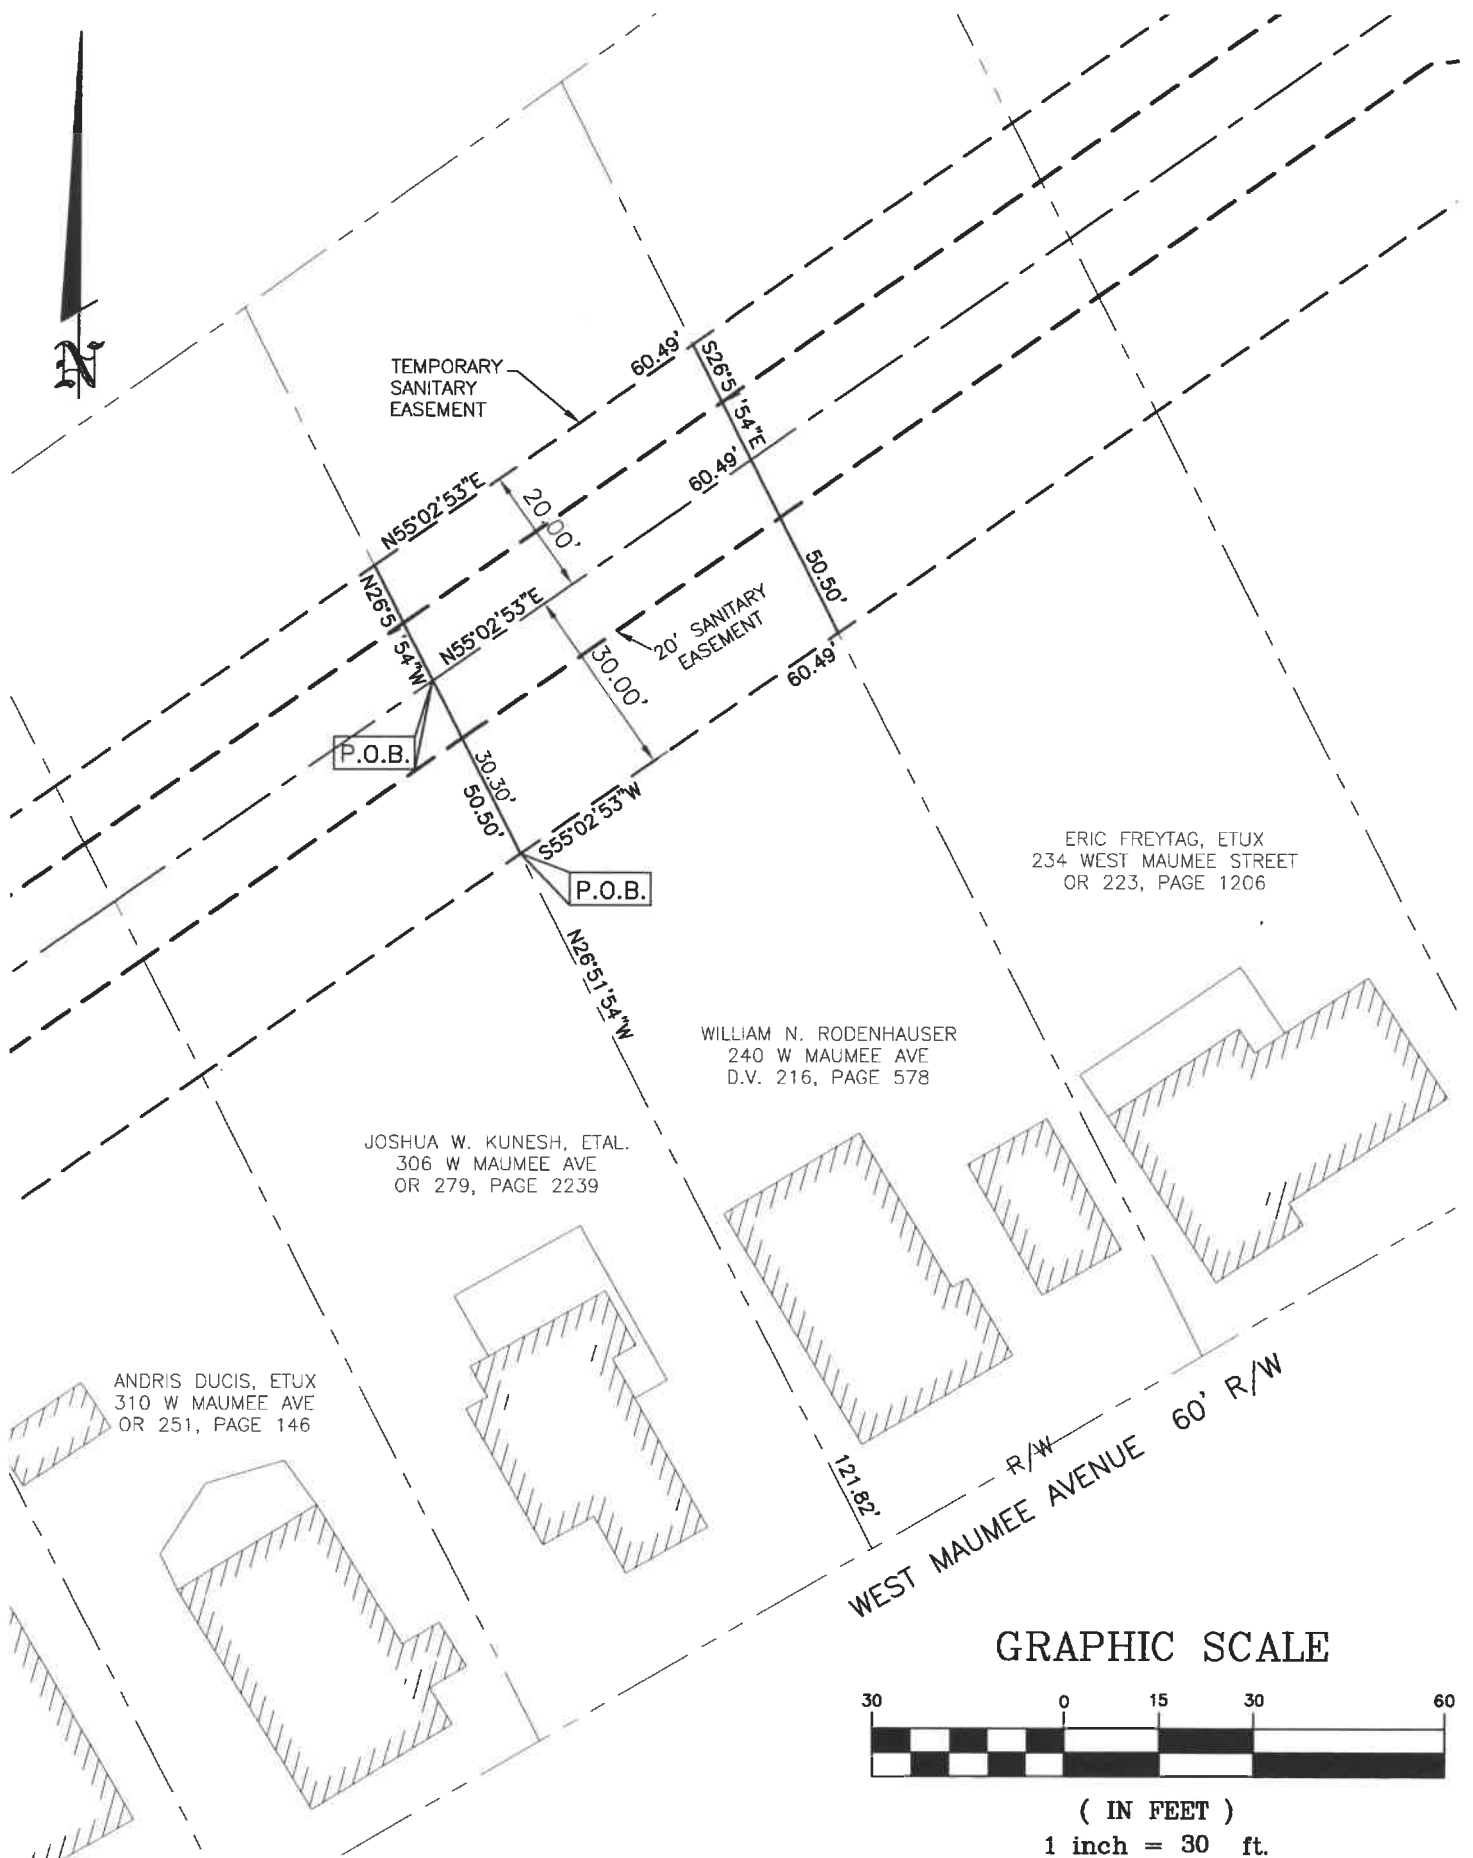 N
TEMPORARY
SANITARY
EASEMENT
60.49'
S26°5 '54"E
60.49'
N55°02'53"E
20.00'
N26°5 '54"W
N55°02'53"E
50.50'
20' SANITARY
EASEMENT
30.00'
60.49'
P.O.B.
30.30'
50.50'
S55°02'53"W
P.O.B.
N26°51'54"W
ERIC FREYTAG, ETUX
234 WEST MAUMEE STREET
OR 223, PAGE 1206
WILLIAM N. RODENHAUSER
240 W MAUMEE AVE
D.V. 216, PAGE 578
JOSHUA W. KUNESH, ETAL.
306 W MAUMEE AVE
OR 279, PAGE 2239
ANDRIS DUCIS, ETUX
310 W MAUMEE AVE
OR 251, PAGE 146
121.82'
R/W
WEST MAUMEE AVENUE 60' R/W
GRAPHIC SCALE
30 0 15 30 60
( IN FEET )
1 inch = 30 ft.